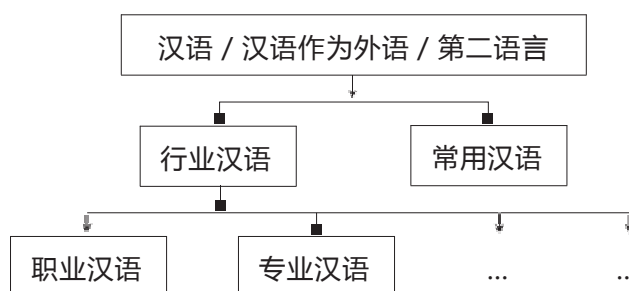 汉语 / 汉语作为外语 / 第二语言
行业汉语 常用汉语
职业汉语 专业汉语 ... ..